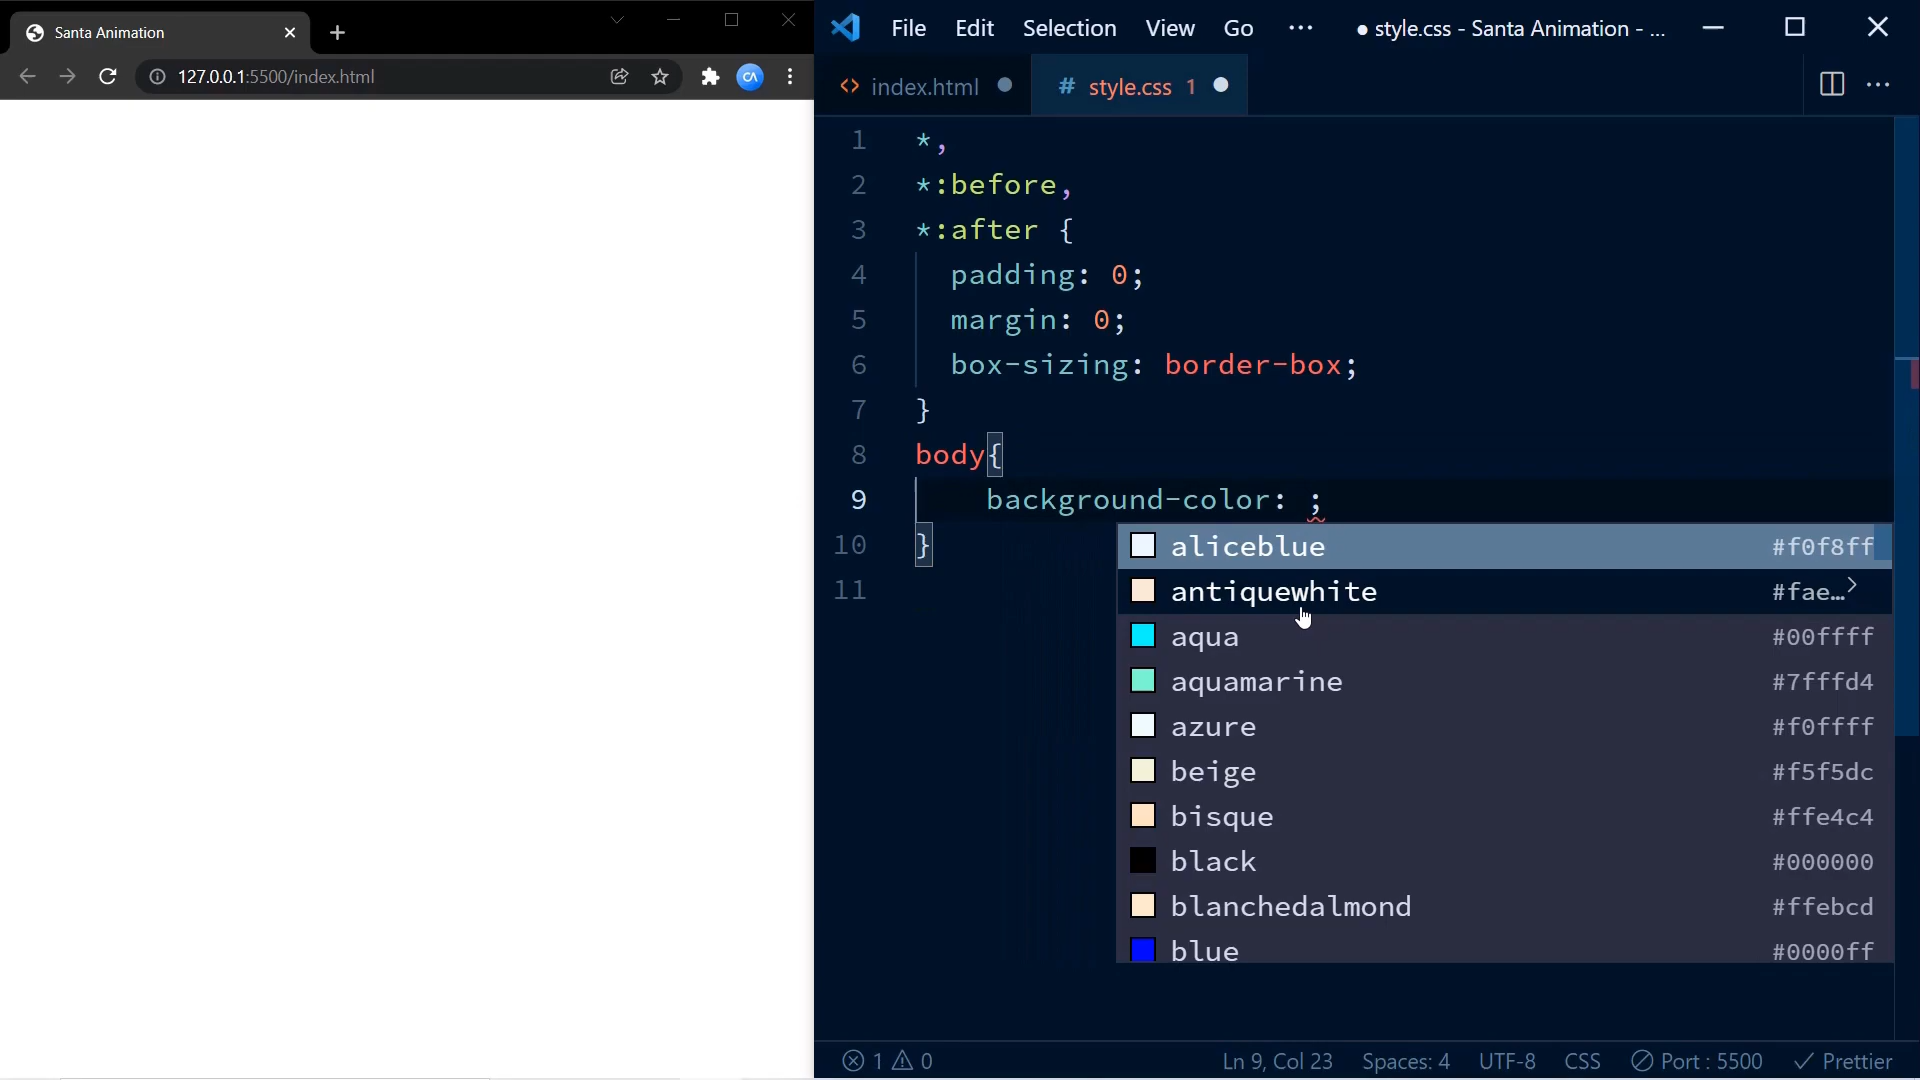 Santa Animation
127.0.0.1:5500/index.html
CA
File Edit Selection View Go ··· ● style.css - Santa Animation - ...
<> index.html ● # style.css 1 ●
1 *,
2 *:before,
3 *:after {
4 padding: 0;
5 margin: 0;
6 box-sizing: border-box;
7 }
8 body{
9 background-color: ;
10 }
11
aliceblue #f0f8ff
antiquewhite #fae…
aqua #00ffff
aquamarine #7fffd4
azure #f0ffff
beige #f5f5dc
bisque #ffe4c4
black #000000
blanchedalmond #ffebcd
blue #0000ff
1 0 Ln 9, Col 23 Spaces: 4 UTF-8 CSS Port : 5500 Prettier